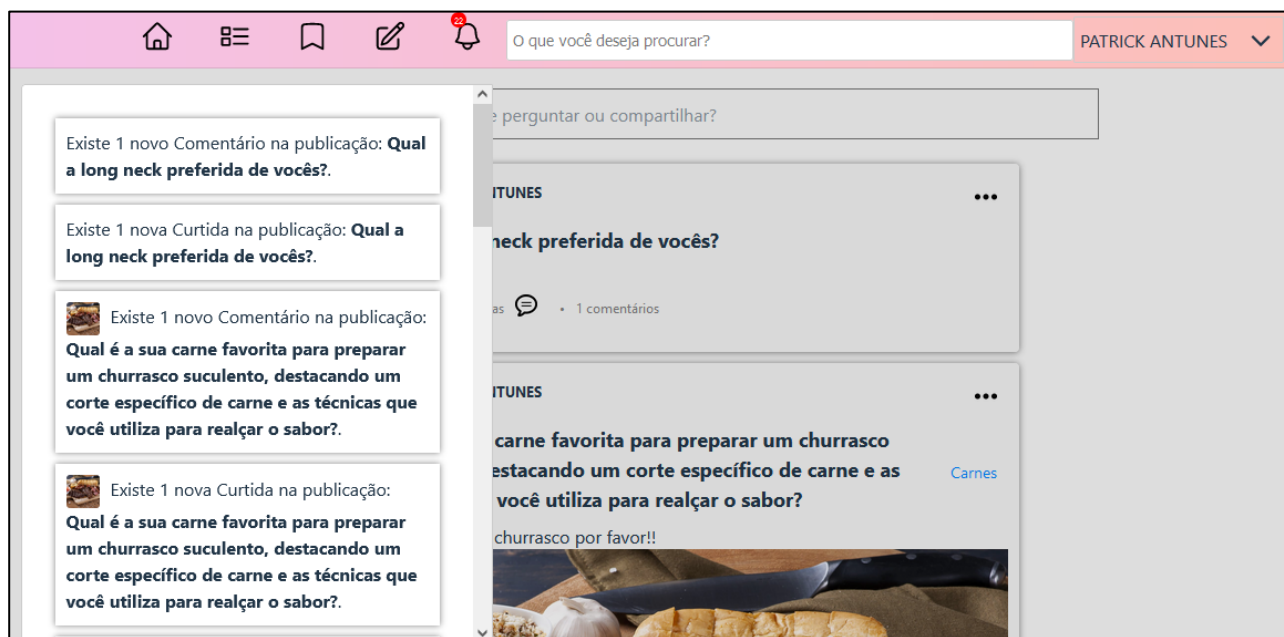 22
O que você deseja procurar?
PATRICK ANTUNES
Existe 1 novo Comentário na publicação: Qual
a long neck preferida de vocês?.
Existe 1 nova Curtida na publicação: Qual a
long neck preferida de vocês?.
Existe 1 novo Comentário na publicação:
Qual é a sua carne favorita para preparar
um churrasco suculento, destacando um
corte específico de carne e as técnicas que
você utiliza para realçar o sabor?.
Existe 1 nova Curtida na publicação:
Qual é a sua carne favorita para preparar
um churrasco suculento, destacando um
corte específico de carne e as técnicas que
você utiliza para realçar o sabor?.
e perguntar ou compartilhar?
NTUNES
neck preferida de vocês?
as • 1 comentários
NTUNES
carne favorita para preparar um churrasco
estacando um corte específico de carne e as
você utiliza para realçar o sabor?
Carnes
churrasco por favor!!